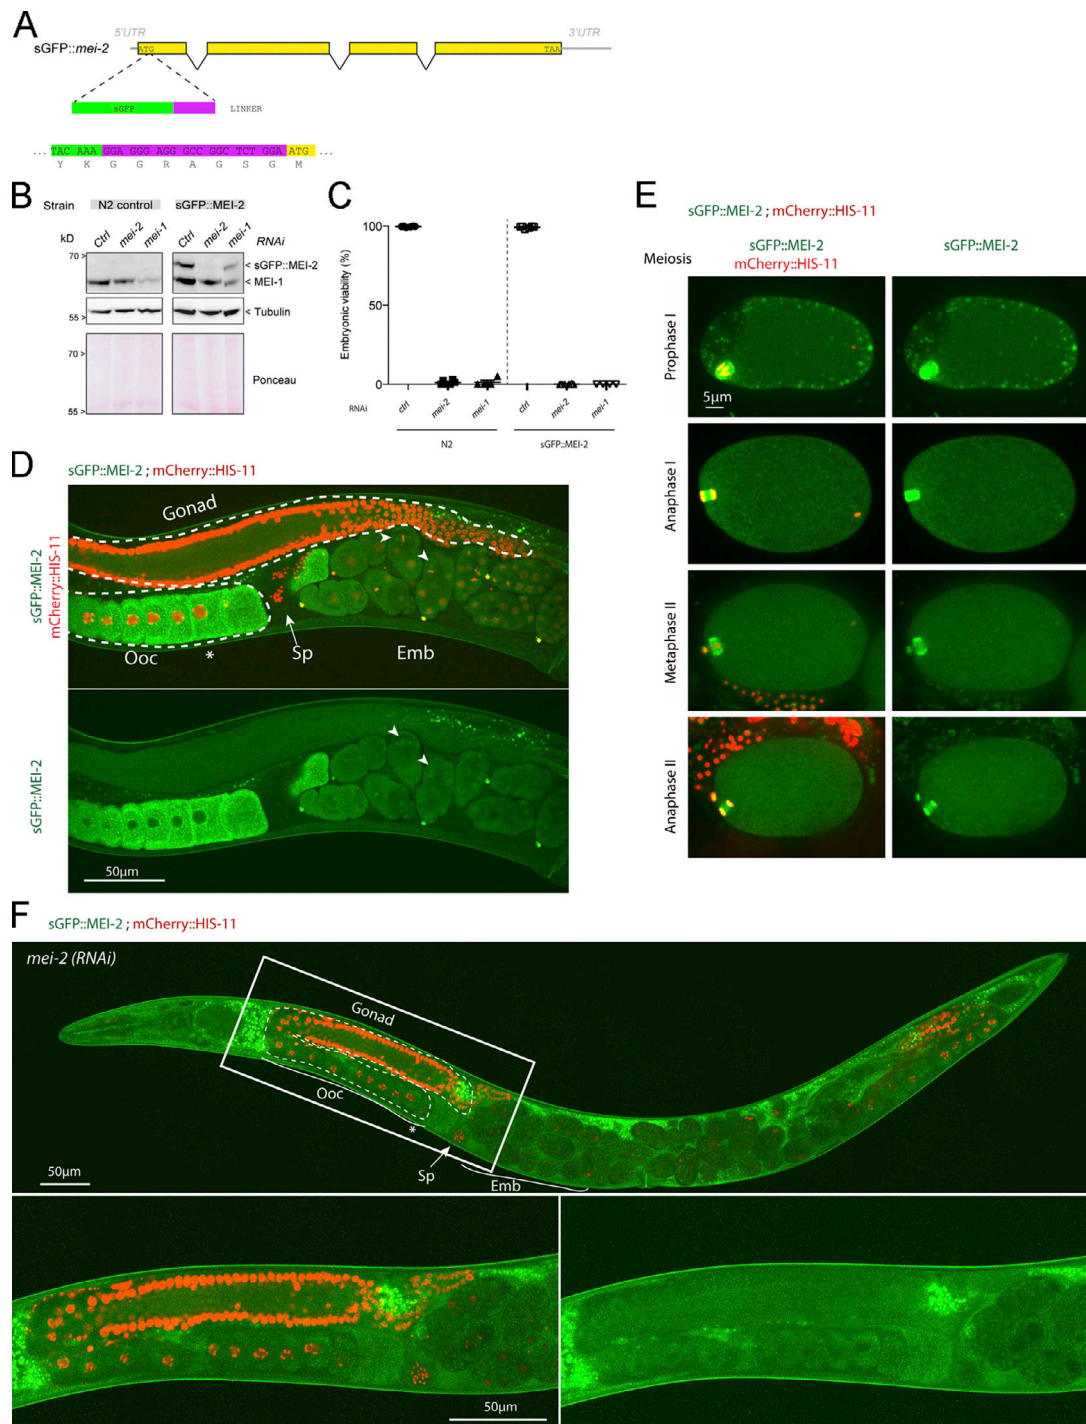 A
5'UTR
3'UTR
sGFP::mei-2
ATG
TAA
sGFP
LINKER
... TAC AAA GGA GGG AGG GCC GGC TCT GGA ATG ...
Y K G G R A G S G M
B
Strain
N2 control
sGFP::MEI-2
kD
Ctrl
mei-2
mei-1
Ctrl
mei-2
mei-1
RNAi
70 >
< sGFP::MEI-2
< MEI-1
55 >
< Tubulin
70 >
Ponceau
55 >
C
Embryonic viability (%)
100
50
0
RNAi
ctrl
mei-2
mei-1
ctrl
mei-2
mei-1
N2
sGFP::MEI-2
D
sGFP::MEI-2 ; mCherry::HIS-11
sGFP::MEI-2
mCherry::HIS-11
Gonad
Ooc
*
Sp
Emb
sGFP::MEI-2
50µm
E
sGFP::MEI-2 ; mCherry::HIS-11
Meiosis
sGFP::MEI-2
mCherry::HIS-11
sGFP::MEI-2
Prophase I
5µm
Anaphase I
Metaphase II
Anaphase II
F
sGFP::MEI-2 ; mCherry::HIS-11
mei-2 (RNAi)
Gonad
Ooc
*
Sp
Emb
50µm
50µm